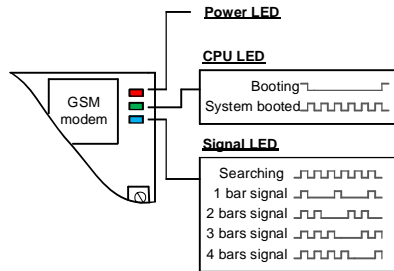 Power LED
CPU LED
Booting
System booted
GSM
modem
Signal LED
Searching
1 bar signal
2 bars signal
3 bars signal
4 bars signal